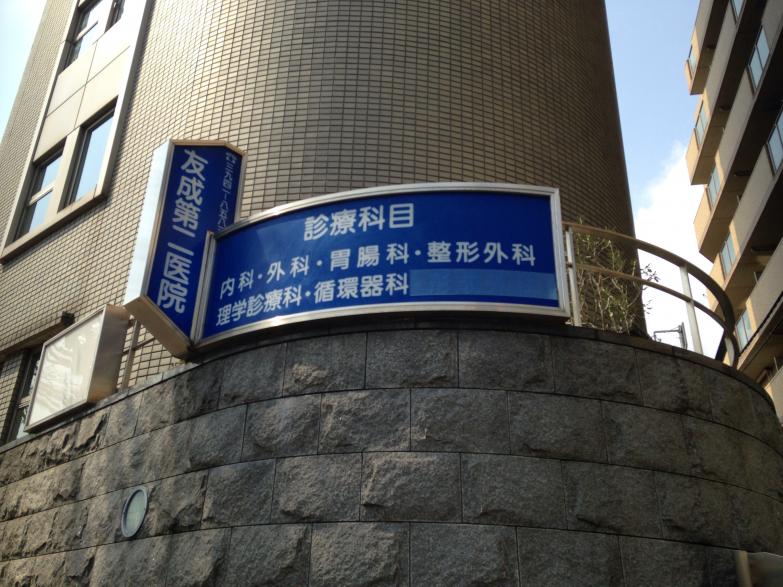 友成第二医院
診療科目
内科・外科・胃腸科・整形外科
理学診療科・循環器科